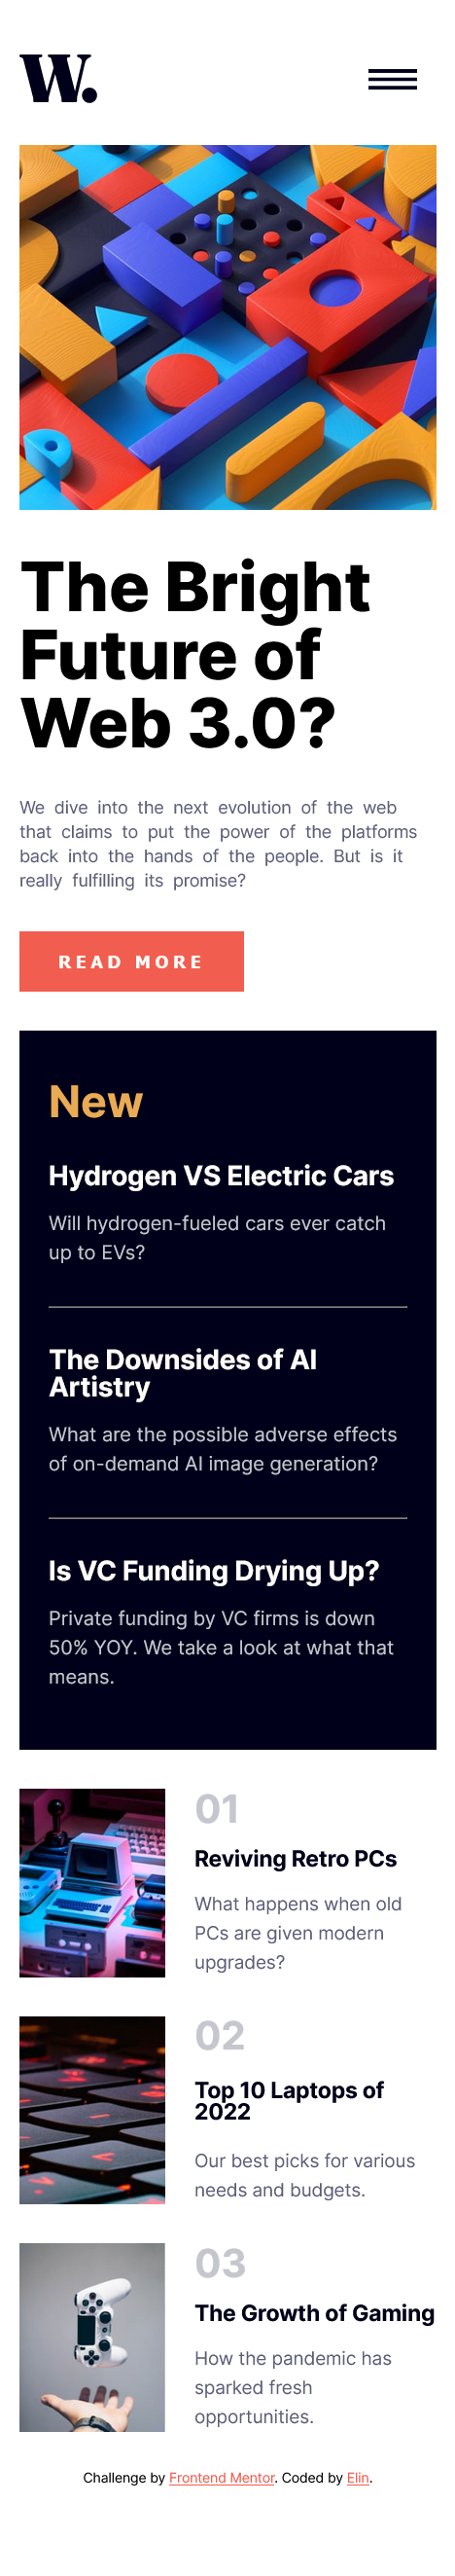 W.
The Bright
Future of
Web 3.0?
We dive into the next evolution of the web
that claims to put the power of the platforms
back into the hands of the people. But is it
really fulfilling its promise?
READ MORE
New
Hydrogen VS Electric Cars
Will hydrogen-fueled cars ever catch
up to EVs?
The Downsides of AI
Artistry
What are the possible adverse effects
of on-demand AI image generation?
Is VC Funding Drying Up?
Private funding by VC firms is down
50% YOY. We take a look at what that
means.
01
Reviving Retro PCs
What happens when old
PCs are given modern
upgrades?
02
Top 10 Laptops of
2022
Our best picks for various
needs and budgets.
03
The Growth of Gaming
How the pandemic has
sparked fresh
opportunities.
Challenge by Frontend Mentor. Coded by Elin.